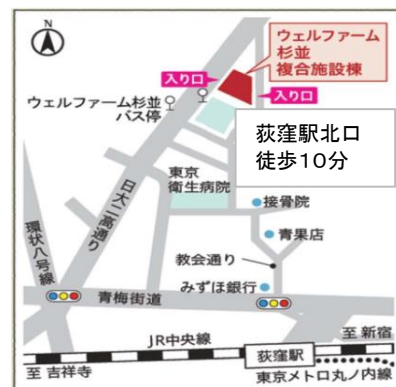 N
ウェルファーム
杉並
複合施設棟
入り口
入り口
ウェルファーム杉並
バス停
荻窪駅北口
徒歩10分
東京
衛生病院
日大二高通り
環状八号線
接骨院
青果店
教会通り
みずほ銀行
青梅街道
JR中央線
至 新宿
荻窪駅
至 吉祥寺
東京メトロ丸ノ内線